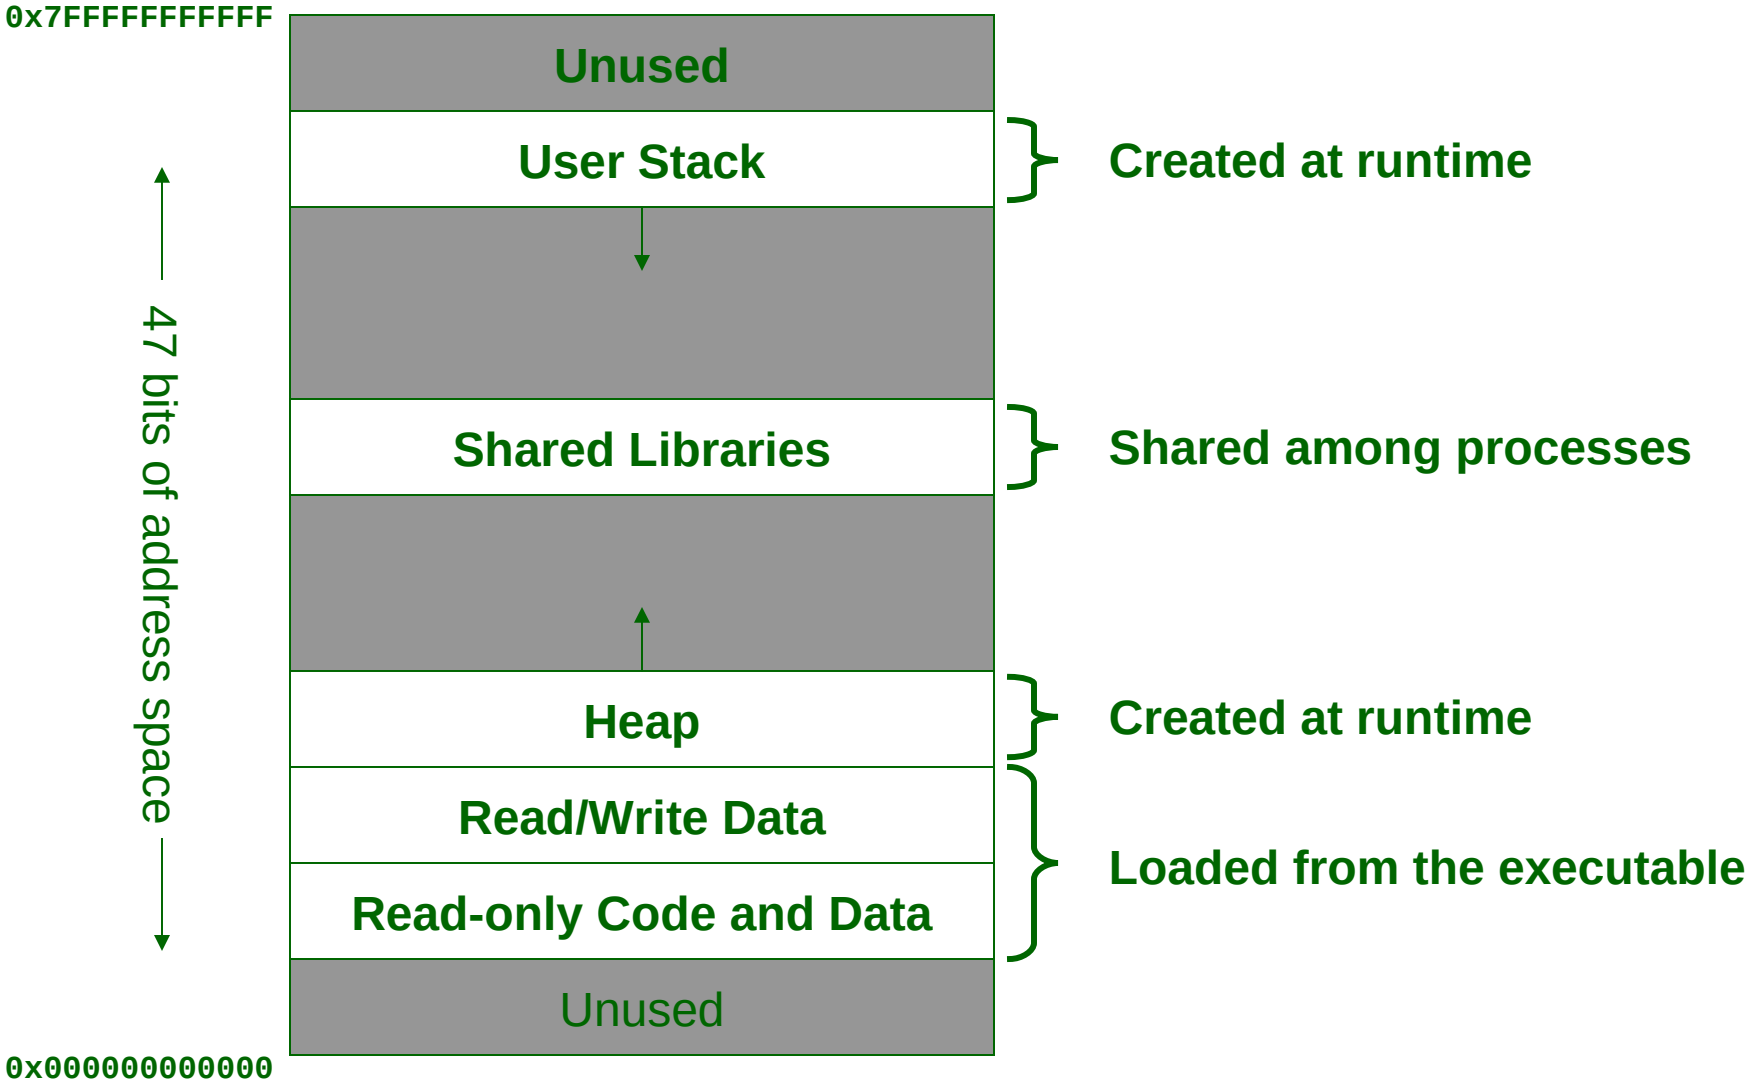 0x7FFFFFFFFFFF
Unused
User Stack
Created at runtime
47 bits of address space
Shared Libraries
Shared among processes
Heap
Created at runtime
Read/Write Data
Loaded from the executable
Read-only Code and Data
Unused
0x000000000000